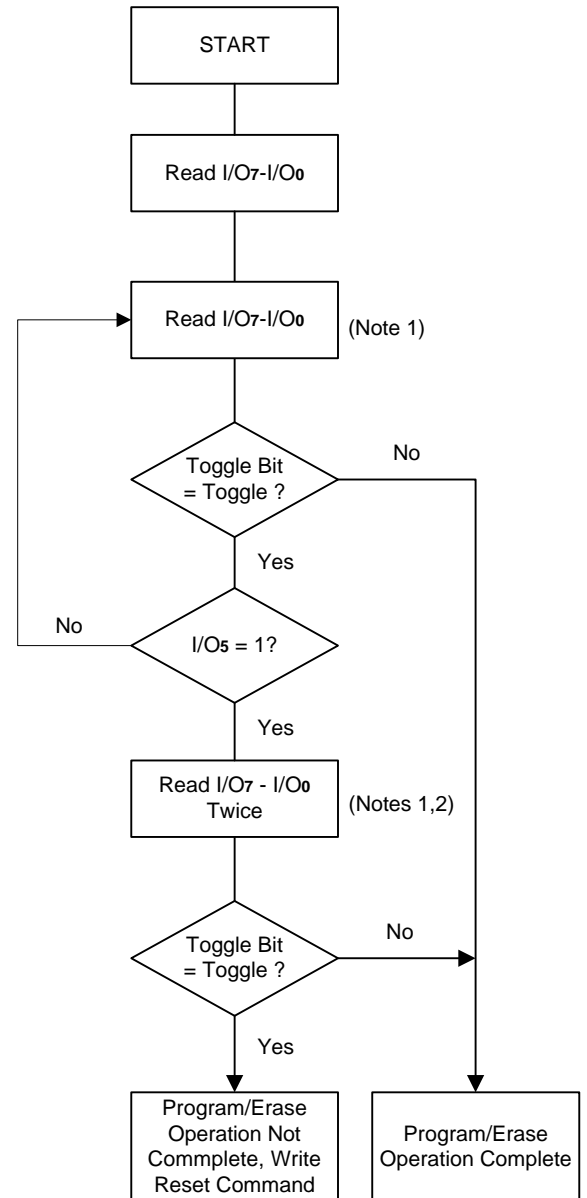 START
Read I/O7-I/O0
Read I/O7-I/O0
(Note 1)
Toggle Bit
= Toggle ?
No
Yes
I/O5 = 1?
No
Yes
Read I/O7 - I/O0
Twice
(Notes 1,2)
Toggle Bit
= Toggle ?
No
Yes
Program/Erase
Operation Not
Commplete, Write
Reset Command
Program/Erase
Operation Complete